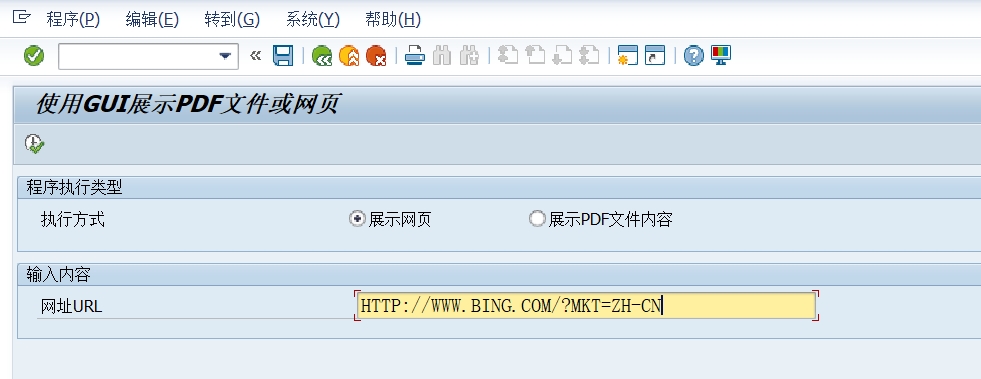 程序(P) 编辑(E) 转到(G) 系统(Y) 帮助(H)
使用GUI展示PDF文件或网页
程序执行类型
执行方式 展示网页 展示PDF文件内容
输入内容
网址URL HTTP://WWW.BING.COM/?MKT=ZH-CN